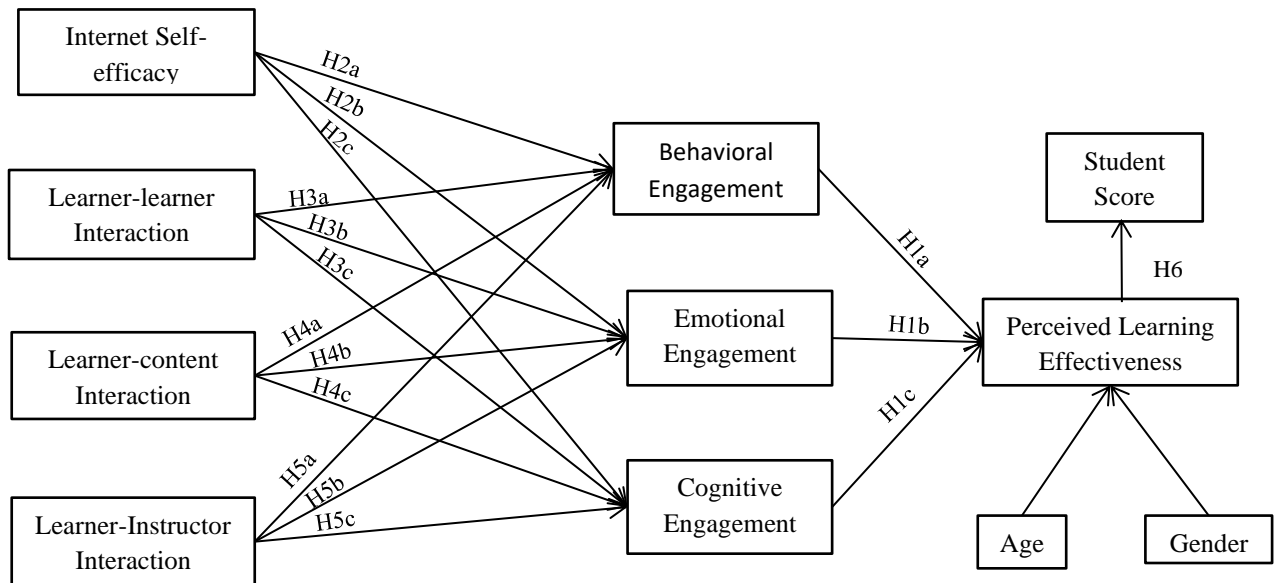 Internet Self-
efficacy
H2a
H2b
H2c
Learner-learner
Interaction
H3a
H3b
H3c
Learner-content
Interaction
H4a
H4b
H4c
Learner-Instructor
Interaction
H5a
H5b
H5c
Behavioral
Engagement
Emotional
Engagement
Cognitive
Engagement
H1a
H1b
H1c
Student
Score
H6
Perceived Learning
Effectiveness
Age
Gender